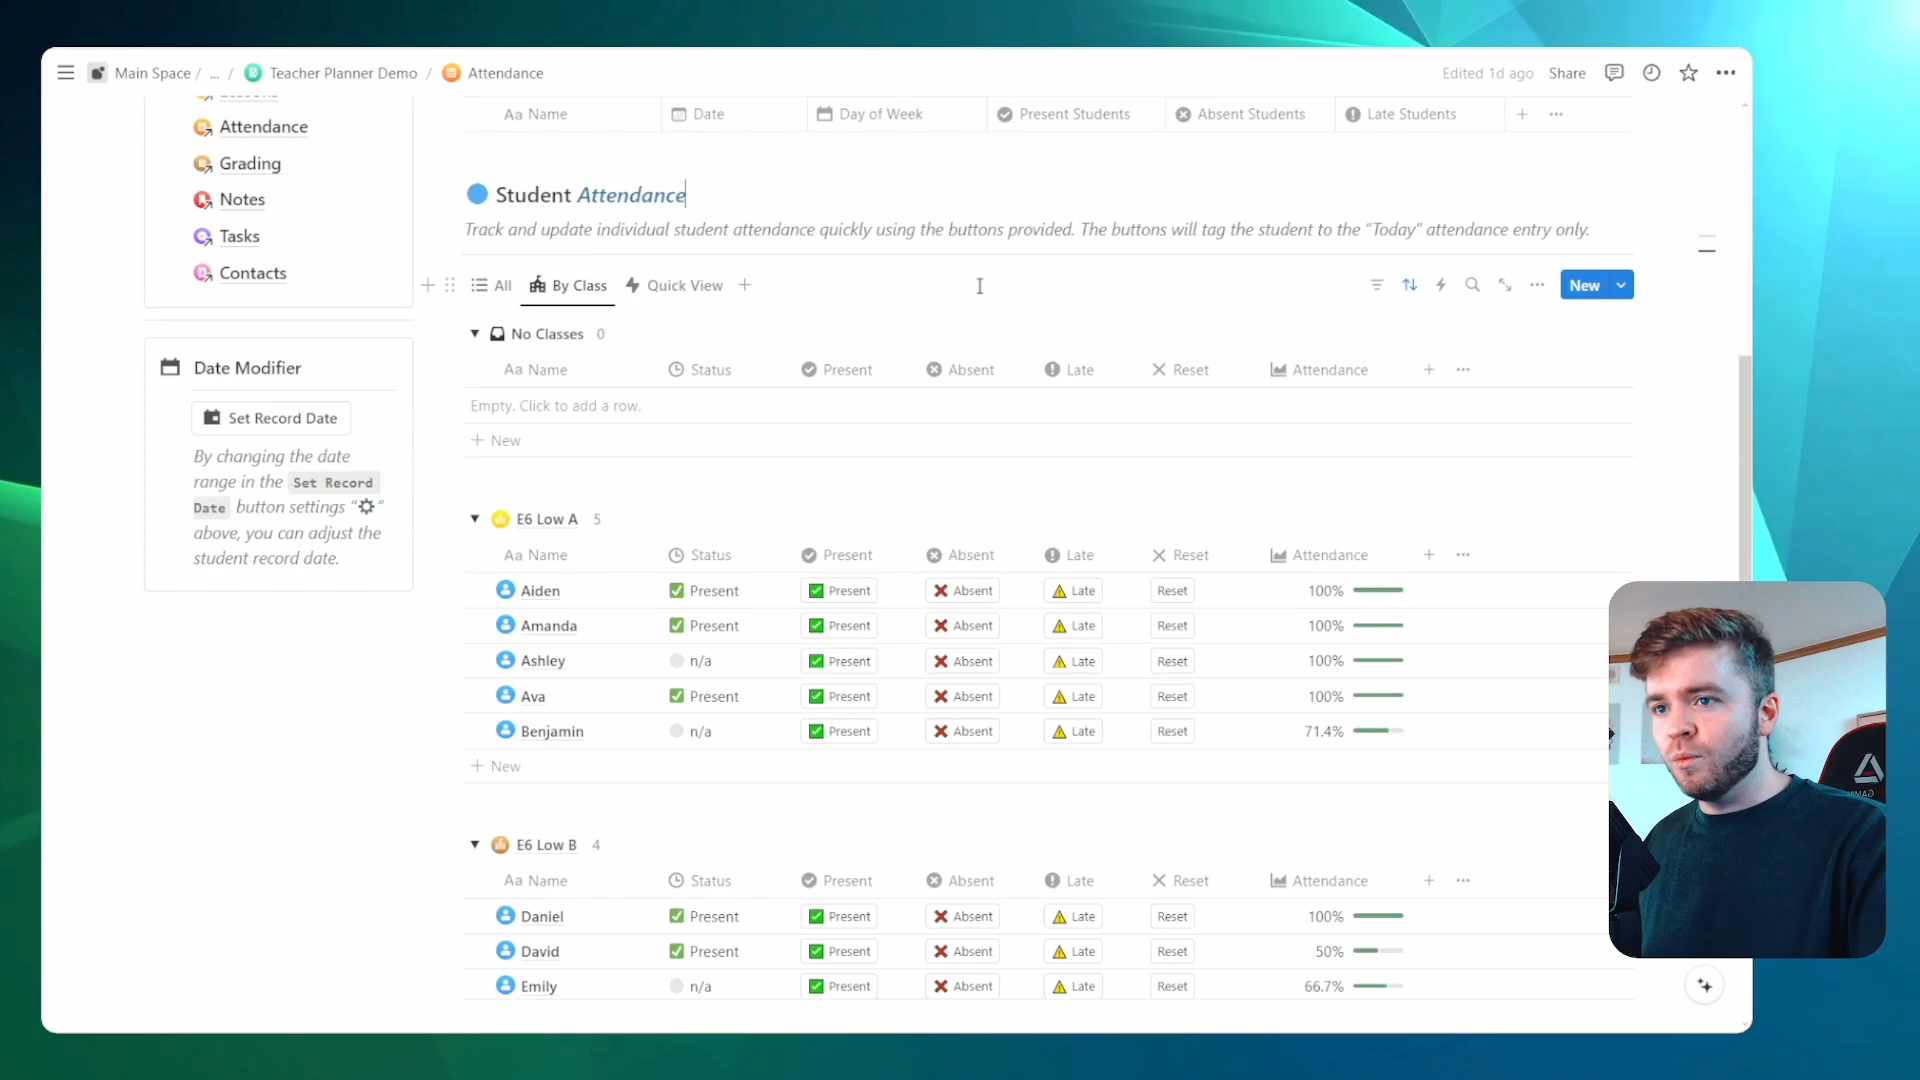 Main Space / ... / Teacher Planner Demo / Attendance
Edited 1d ago Share
Attendance
Grading
Notes
Tasks
Contacts
Date Modifier
Set Record Date
By changing the date
range in the Set Record
Date button settings “⚙”
above, you can adjust the
student record date.
Aa Name Date Day of Week Present Students Absent Students Late Students
Student Attendance
Track and update individual student attendance quickly using the buttons provided. The buttons will tag the student to the “Today” attendance entry only.
All By Class Quick View New
No Classes 0
Aa Name Status Present Absent Late Reset Attendance
Empty. Click to add a row.
New
E6 Low A 5
Aa Name Status Present Absent Late Reset Attendance
Aiden Present Present Absent Late Reset 100%
Amanda Present Present Absent Late Reset 100%
Ashley n/a Present Absent Late Reset 100%
Ava Present Present Absent Late Reset 100%
Benjamin n/a Present Absent Late Reset 71.4%
New
E6 Low B 4
Aa Name Status Present Absent Late Reset Attendance
Daniel Present Present Absent Late Reset 100%
David Present Present Absent Late Reset 50%
Emily n/a Present Absent Late Reset 66.7%